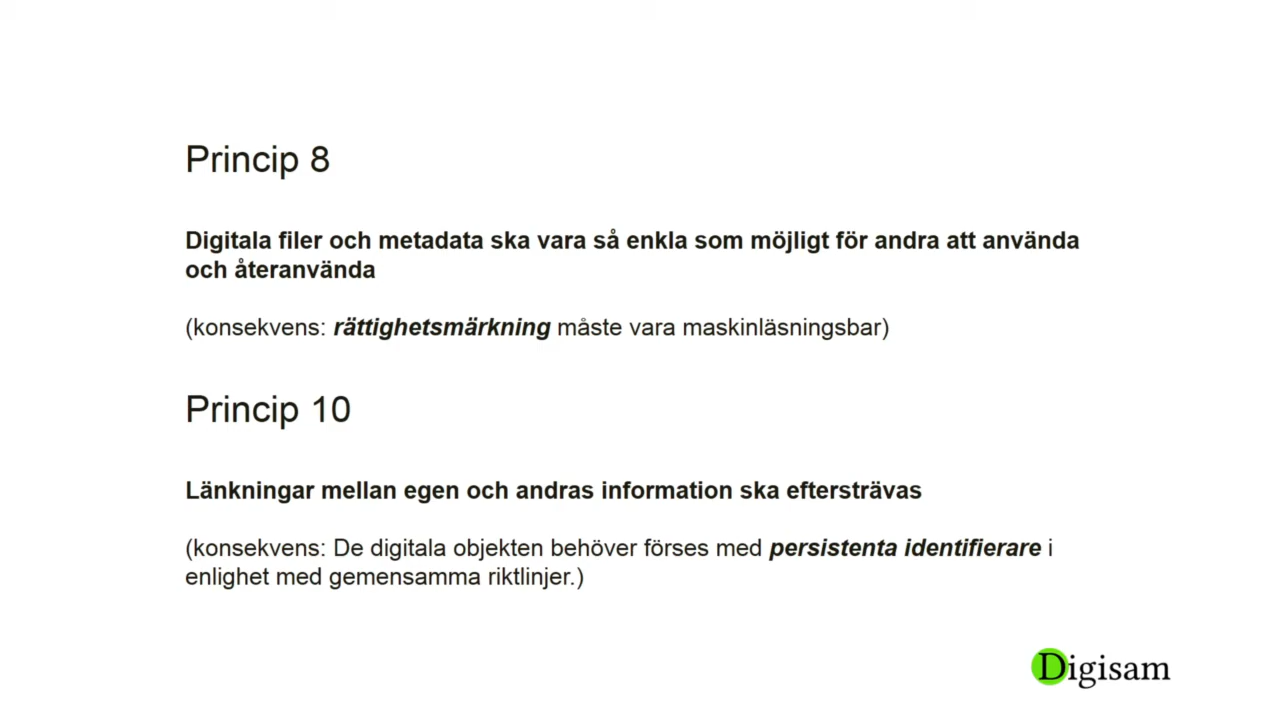 Princip 8
Digitala filer och metadata ska vara så enkla som möjligt för andra att använda
och återanvända
(konsekvens: rättighetsmärkning måste vara maskinläsningsbar)
Princip 10
Länkningar mellan egen och andras information ska eftersträvas
(konsekvens: De digitala objekten behöver förses med persistenta identifierare i
enlighet med gemensamma riktlinjer.)
Digisam